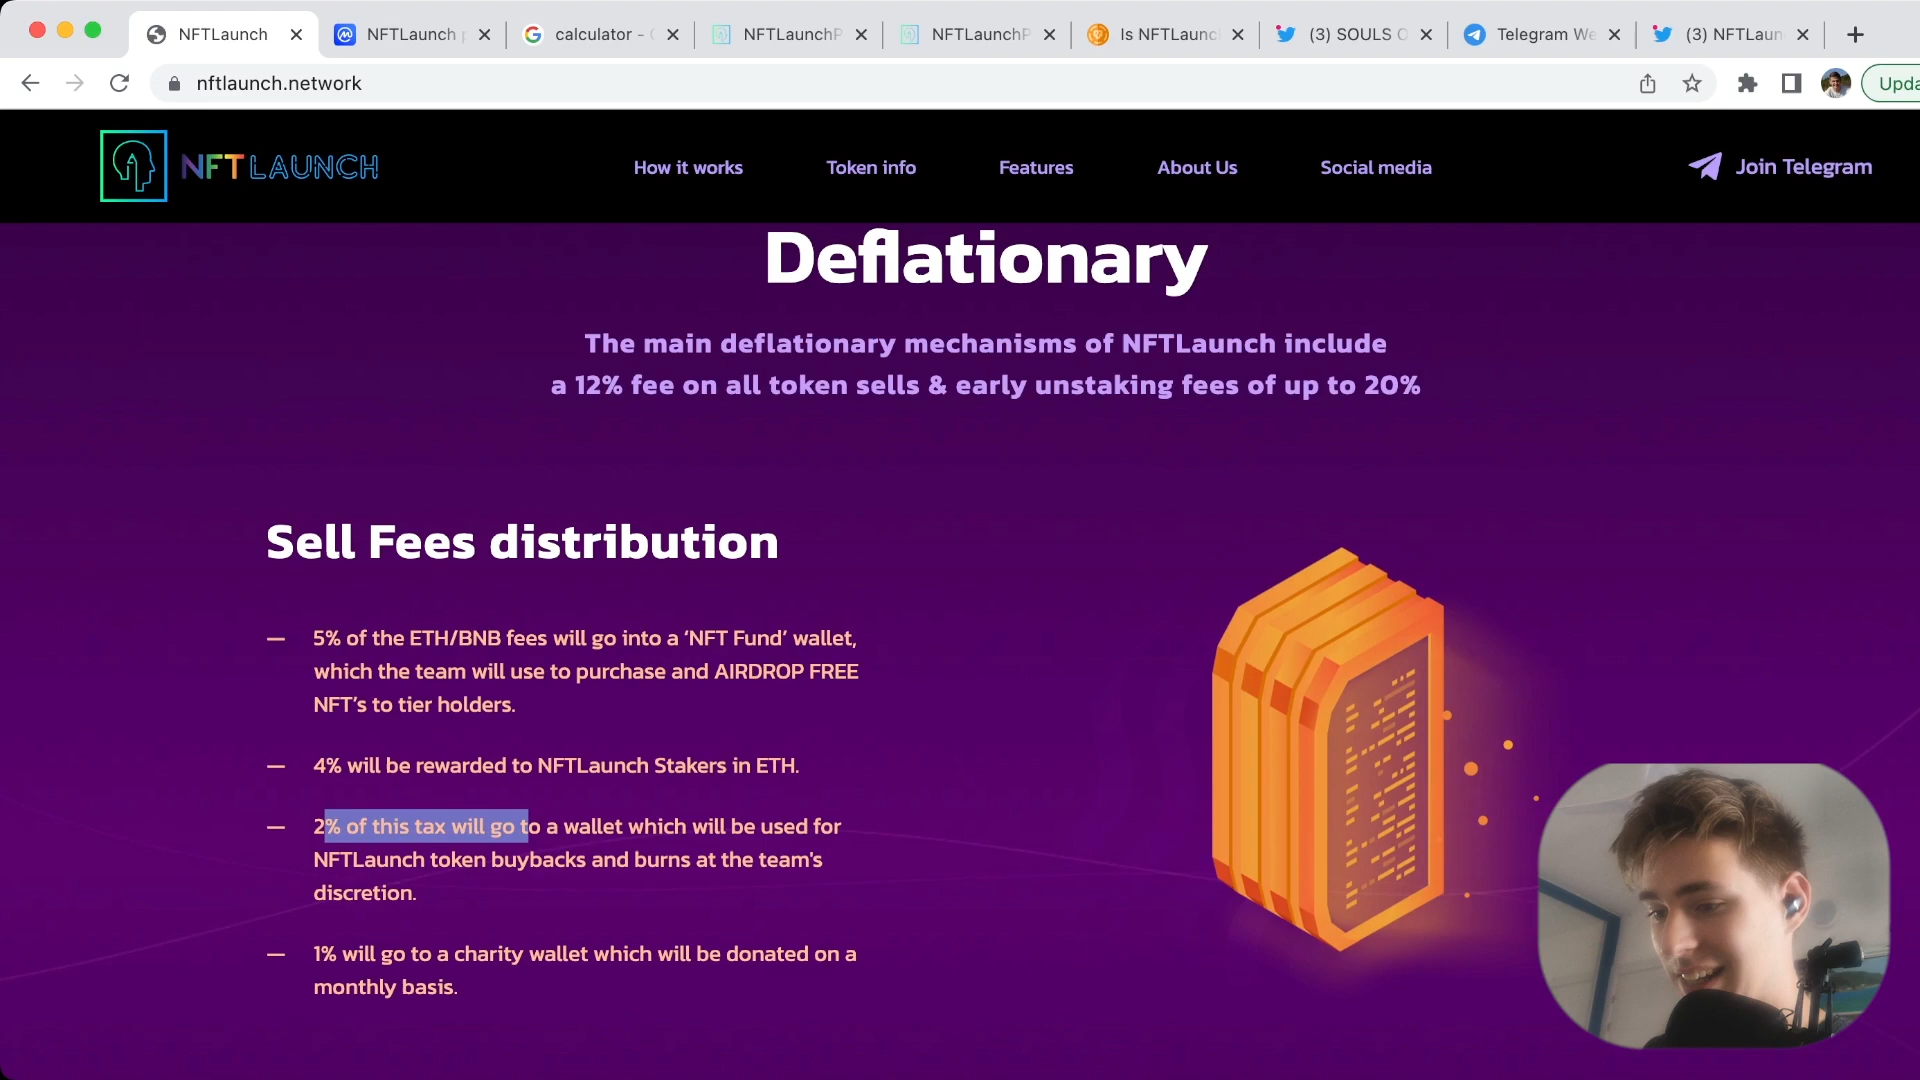 NFTLaunch
NFTLaunch
calculator -
NFTLaunchP
NFTLaunchP
Is NFTLaunc
(3) SOULS
Telegram We
(3) NFTLaun
nftlaunch.network
Upda
NFT LAUNCH
How it works
Token info
Features
About Us
Social media
Join Telegram
Deflationary
The main deflationary mechanisms of NFTLaunch include
a 12% fee on all token sells & early unstaking fees of up to 20%
Sell Fees distribution
— 5% of the ETH/BNB fees will go into a ‘NFT Fund’ wallet,
which the team will use to purchase and AIRDROP FREE
NFT’s to tier holders.
— 4% will be rewarded to NFTLaunch Stakers in ETH.
— 2% of this tax will go to a wallet which will be used for
NFTLaunch token buybacks and burns at the team's
discretion.
— 1% will go to a charity wallet which will be donated on a
monthly basis.